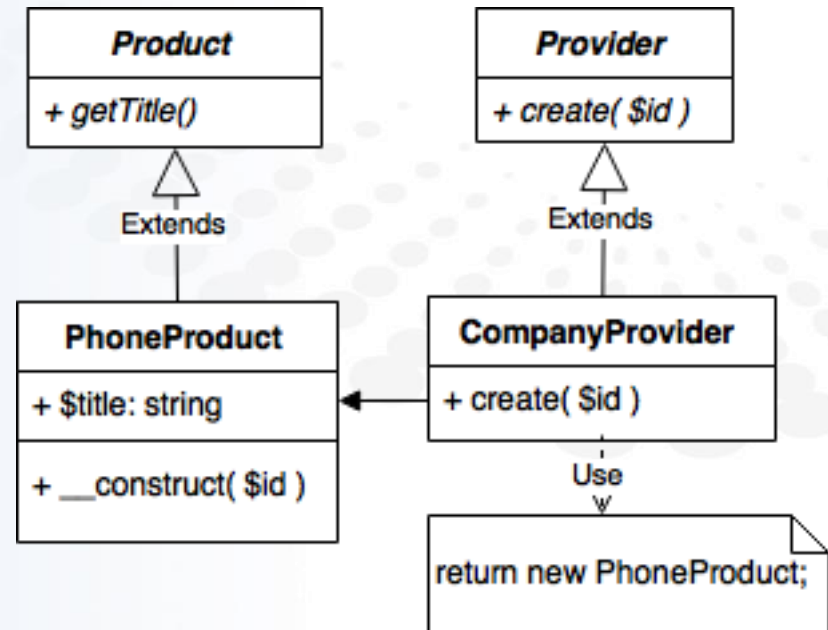 Product
+ getTitle()
Provider
+ create( $id )
Extends
Extends
PhoneProduct
+ $title: string
+ __construct( $id )
CompanyProvider
+ create( $id )
Use
return new PhoneProduct;